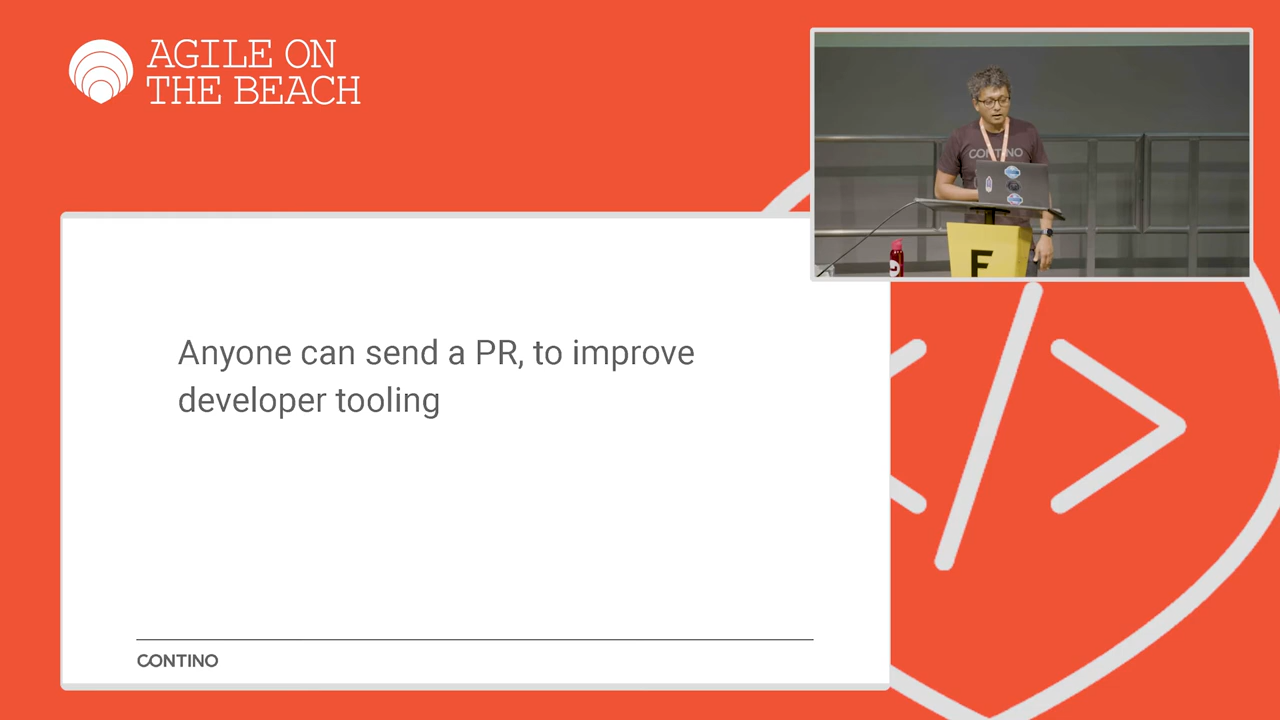 AGILE ON
THE BEACH
CONTINO
F
Anyone can send a PR, to improve
developer tooling
CONTINO